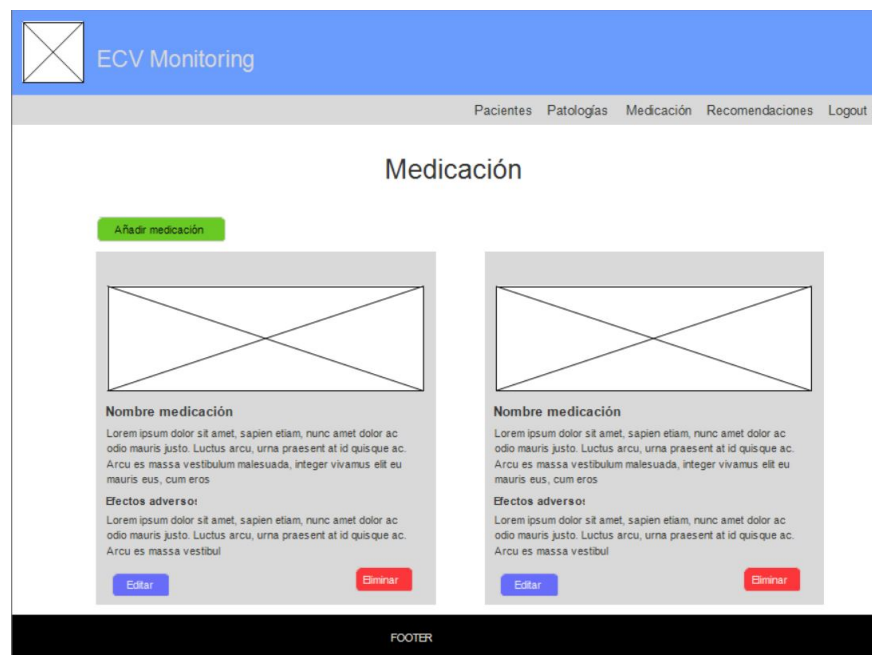 ECV Monitoring
Pacientes Patologías Medicación Recomendaciones Logout
Medicación
Añadir medicación
Nombre medicación
Lorem ipsum dolor sit amet, sapien etiam, nunc amet dolor ac
odio mauris justo. Luctus arcu, urna praesent at id quisque ac.
Arcu es massa vestibulum malesuada, integer vivamus elit eu
mauris eus, cum eros
Efectos adversos
Lorem ipsum dolor sit amet, sapien etiam, nunc amet dolor ac
odio mauris justo. Luctus arcu, urna praesent at id quisque ac.
Arcu es massa vestibul
Editar
Eliminar
Nombre medicación
Lorem ipsum dolor sit amet, sapien etiam, nunc amet dolor ac
odio mauris justo. Luctus arcu, urna praesent at id quisque ac.
Arcu es massa vestibulum malesuada, integer vivamus elit eu
mauris eus, cum eros
Efectos adversos
Lorem ipsum dolor sit amet, sapien etiam, nunc amet dolor ac
odio mauris justo. Luctus arcu, urna praesent at id quisque ac.
Arcu es massa vestibul
Editar
Eliminar
FOOTER